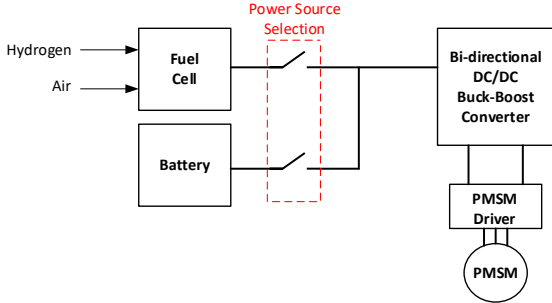 Power Source
Selection
Hydrogen
Air
Fuel
Cell
Battery
Bi-directional
DC/DC
Buck-Boost
Converter
PMSM
Driver
PMSM